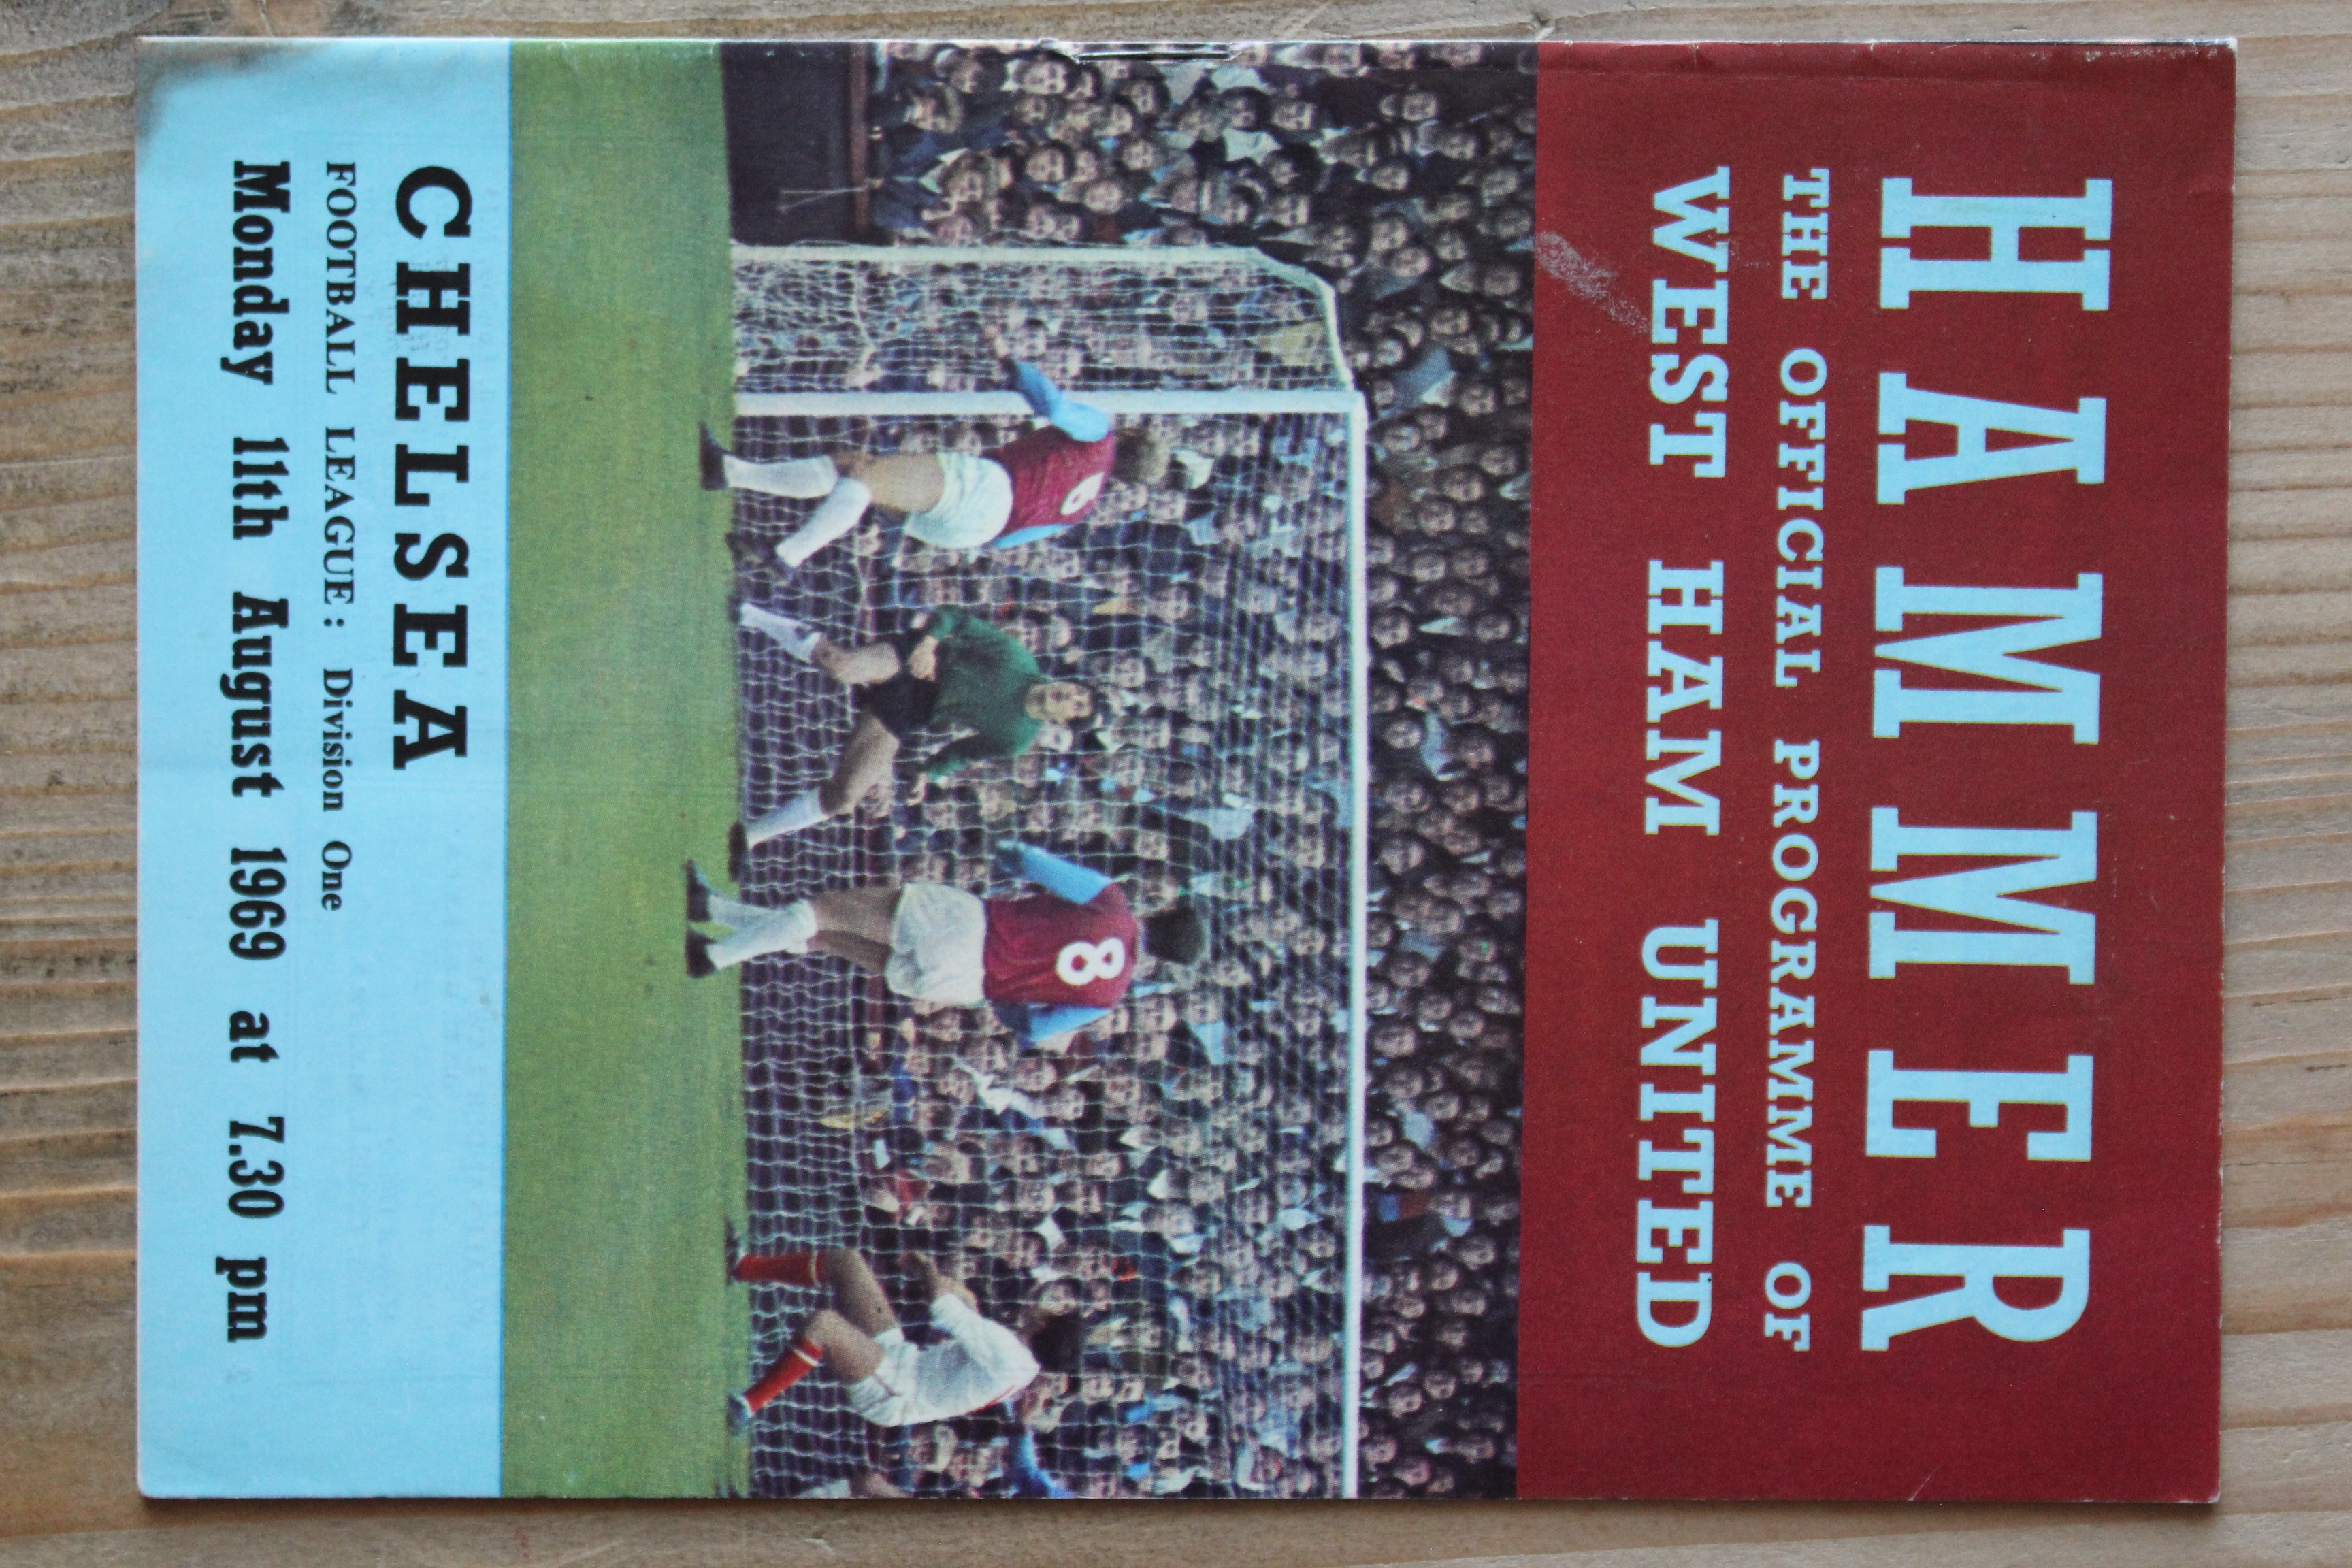 HAMMER
THE OFFICIAL PROGRAMME OF
WEST HAM UNITED
8
CHELSEA
FOOTBALL LEAGUE: Division One
Monday 11th August 1969 at 7.30 pm